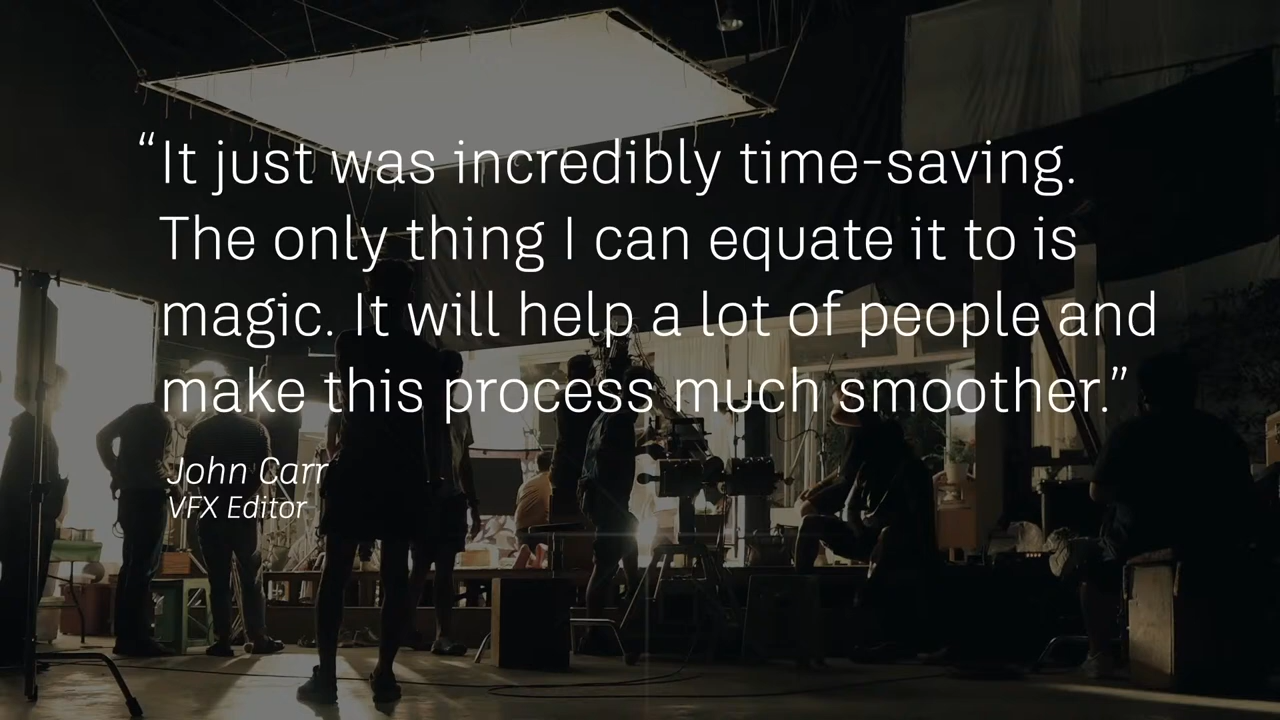 “It just was incredibly time-saving.
The only thing I can equate it to is
magic. It will help a lot of people and
make this process much smoother.”
John Carr
VFX Editor